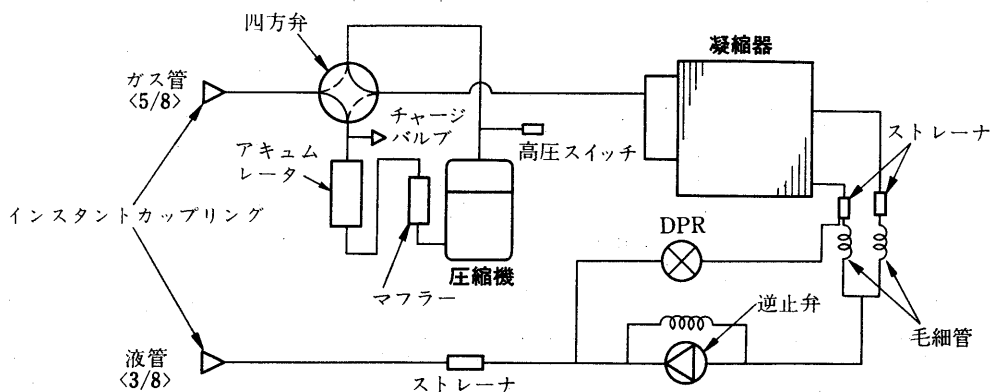 四方弁
凝縮器
ガス管
<5/8>
チャージ
バルブ
高圧スイッチ
ストレーナ
アキュム
レータ
インスタントカップリング
DPR
圧縮機
マフラー
逆止弁
毛細管
液管
<3/8>
ストレーナ